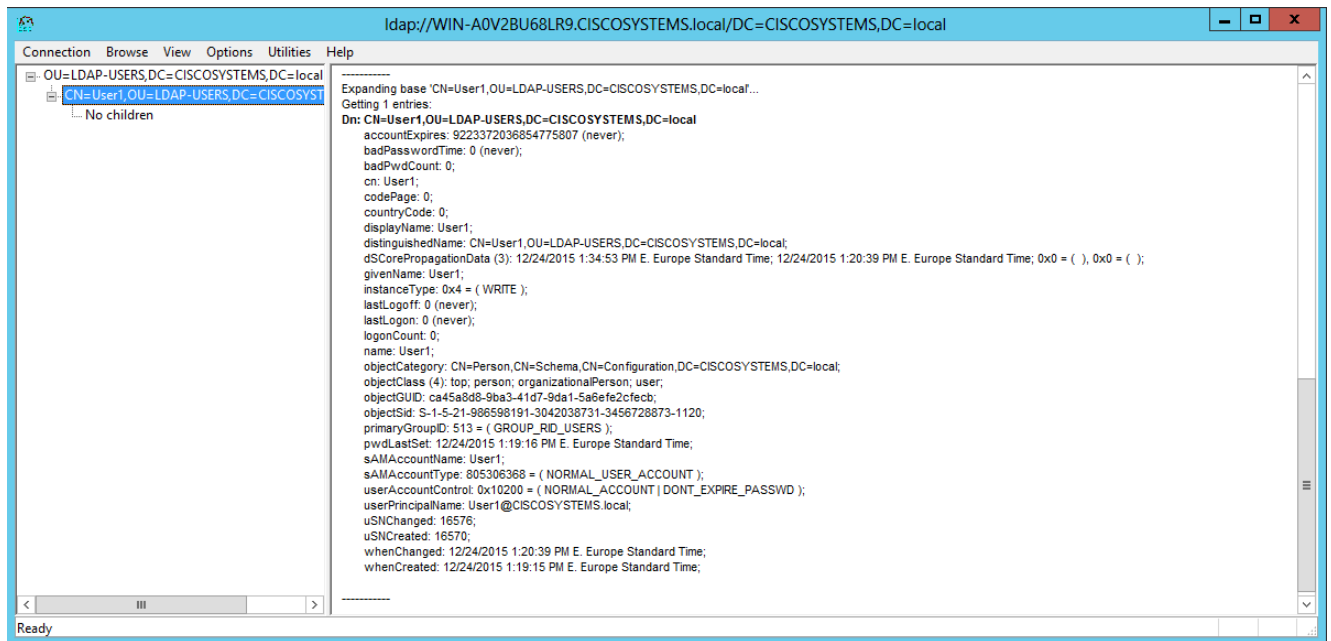 ldap://WIN-A0V2BU68LR9.CISCOSYSTEMS.local/DC=CISCOSYSTEMS,DC=local
Connection Browse View Options Utilities Help
OU=LDAP-USERS,DC=CISCOSYSTEMS,DC=local
CN=User1,OU=LDAP-USERS,DC=CISCOSYST
No children
-----------
Expanding base 'CN=User1,OU=LDAP-USERS,DC=CISCOSYSTEMS,DC=local'...
Getting 1 entries:
Dn: CN=User1,OU=LDAP-USERS,DC=CISCOSYSTEMS,DC=local
accountExpires: 9223372036854775807 (never);
badPasswordTime: 0 (never);
badPwdCount: 0;
cn: User1;
codePage: 0;
countryCode: 0;
displayName: User1;
distinguishedName: CN=User1,OU=LDAP-USERS,DC=CISCOSYSTEMS,DC=local;
dSCorePropagationData (3): 12/24/2015 1:34:53 PM E. Europe Standard Time; 12/24/2015 1:20:39 PM E. Europe Standard Time; 0x0 = ( ), 0x0 = ( );
givenName: User1;
instanceType: 0x4 = ( WRITE );
lastLogoff: 0 (never);
lastLogon: 0 (never);
logonCount: 0;
name: User1;
objectCategory: CN=Person,CN=Schema,CN=Configuration,DC=CISCOSYSTEMS,DC=local;
objectClass (4): top; person; organizationalPerson; user;
objectGUID: ca45a8d8-9ba3-41d7-9da1-5a6efe2cfecb;
objectSid: S-1-5-21-986598191-3042038731-3456728873-1120;
primaryGroupID: 513 = ( GROUP_RID_USERS );
pwdLastSet: 12/24/2015 1:19:16 PM E. Europe Standard Time;
sAMAccountName: User1;
sAMAccountType: 805306368 = ( NORMAL_USER_ACCOUNT );
userAccountControl: 0x10200 = ( NORMAL_ACCOUNT | DONT_EXPIRE_PASSWD );
userPrincipalName: User1@CISCOSYSTEMS.local;
uSNChanged: 16576;
uSNCreated: 16570;
whenChanged: 12/24/2015 1:20:39 PM E. Europe Standard Time;
whenCreated: 12/24/2015 1:19:15 PM E. Europe Standard Time;
-----------
Ready